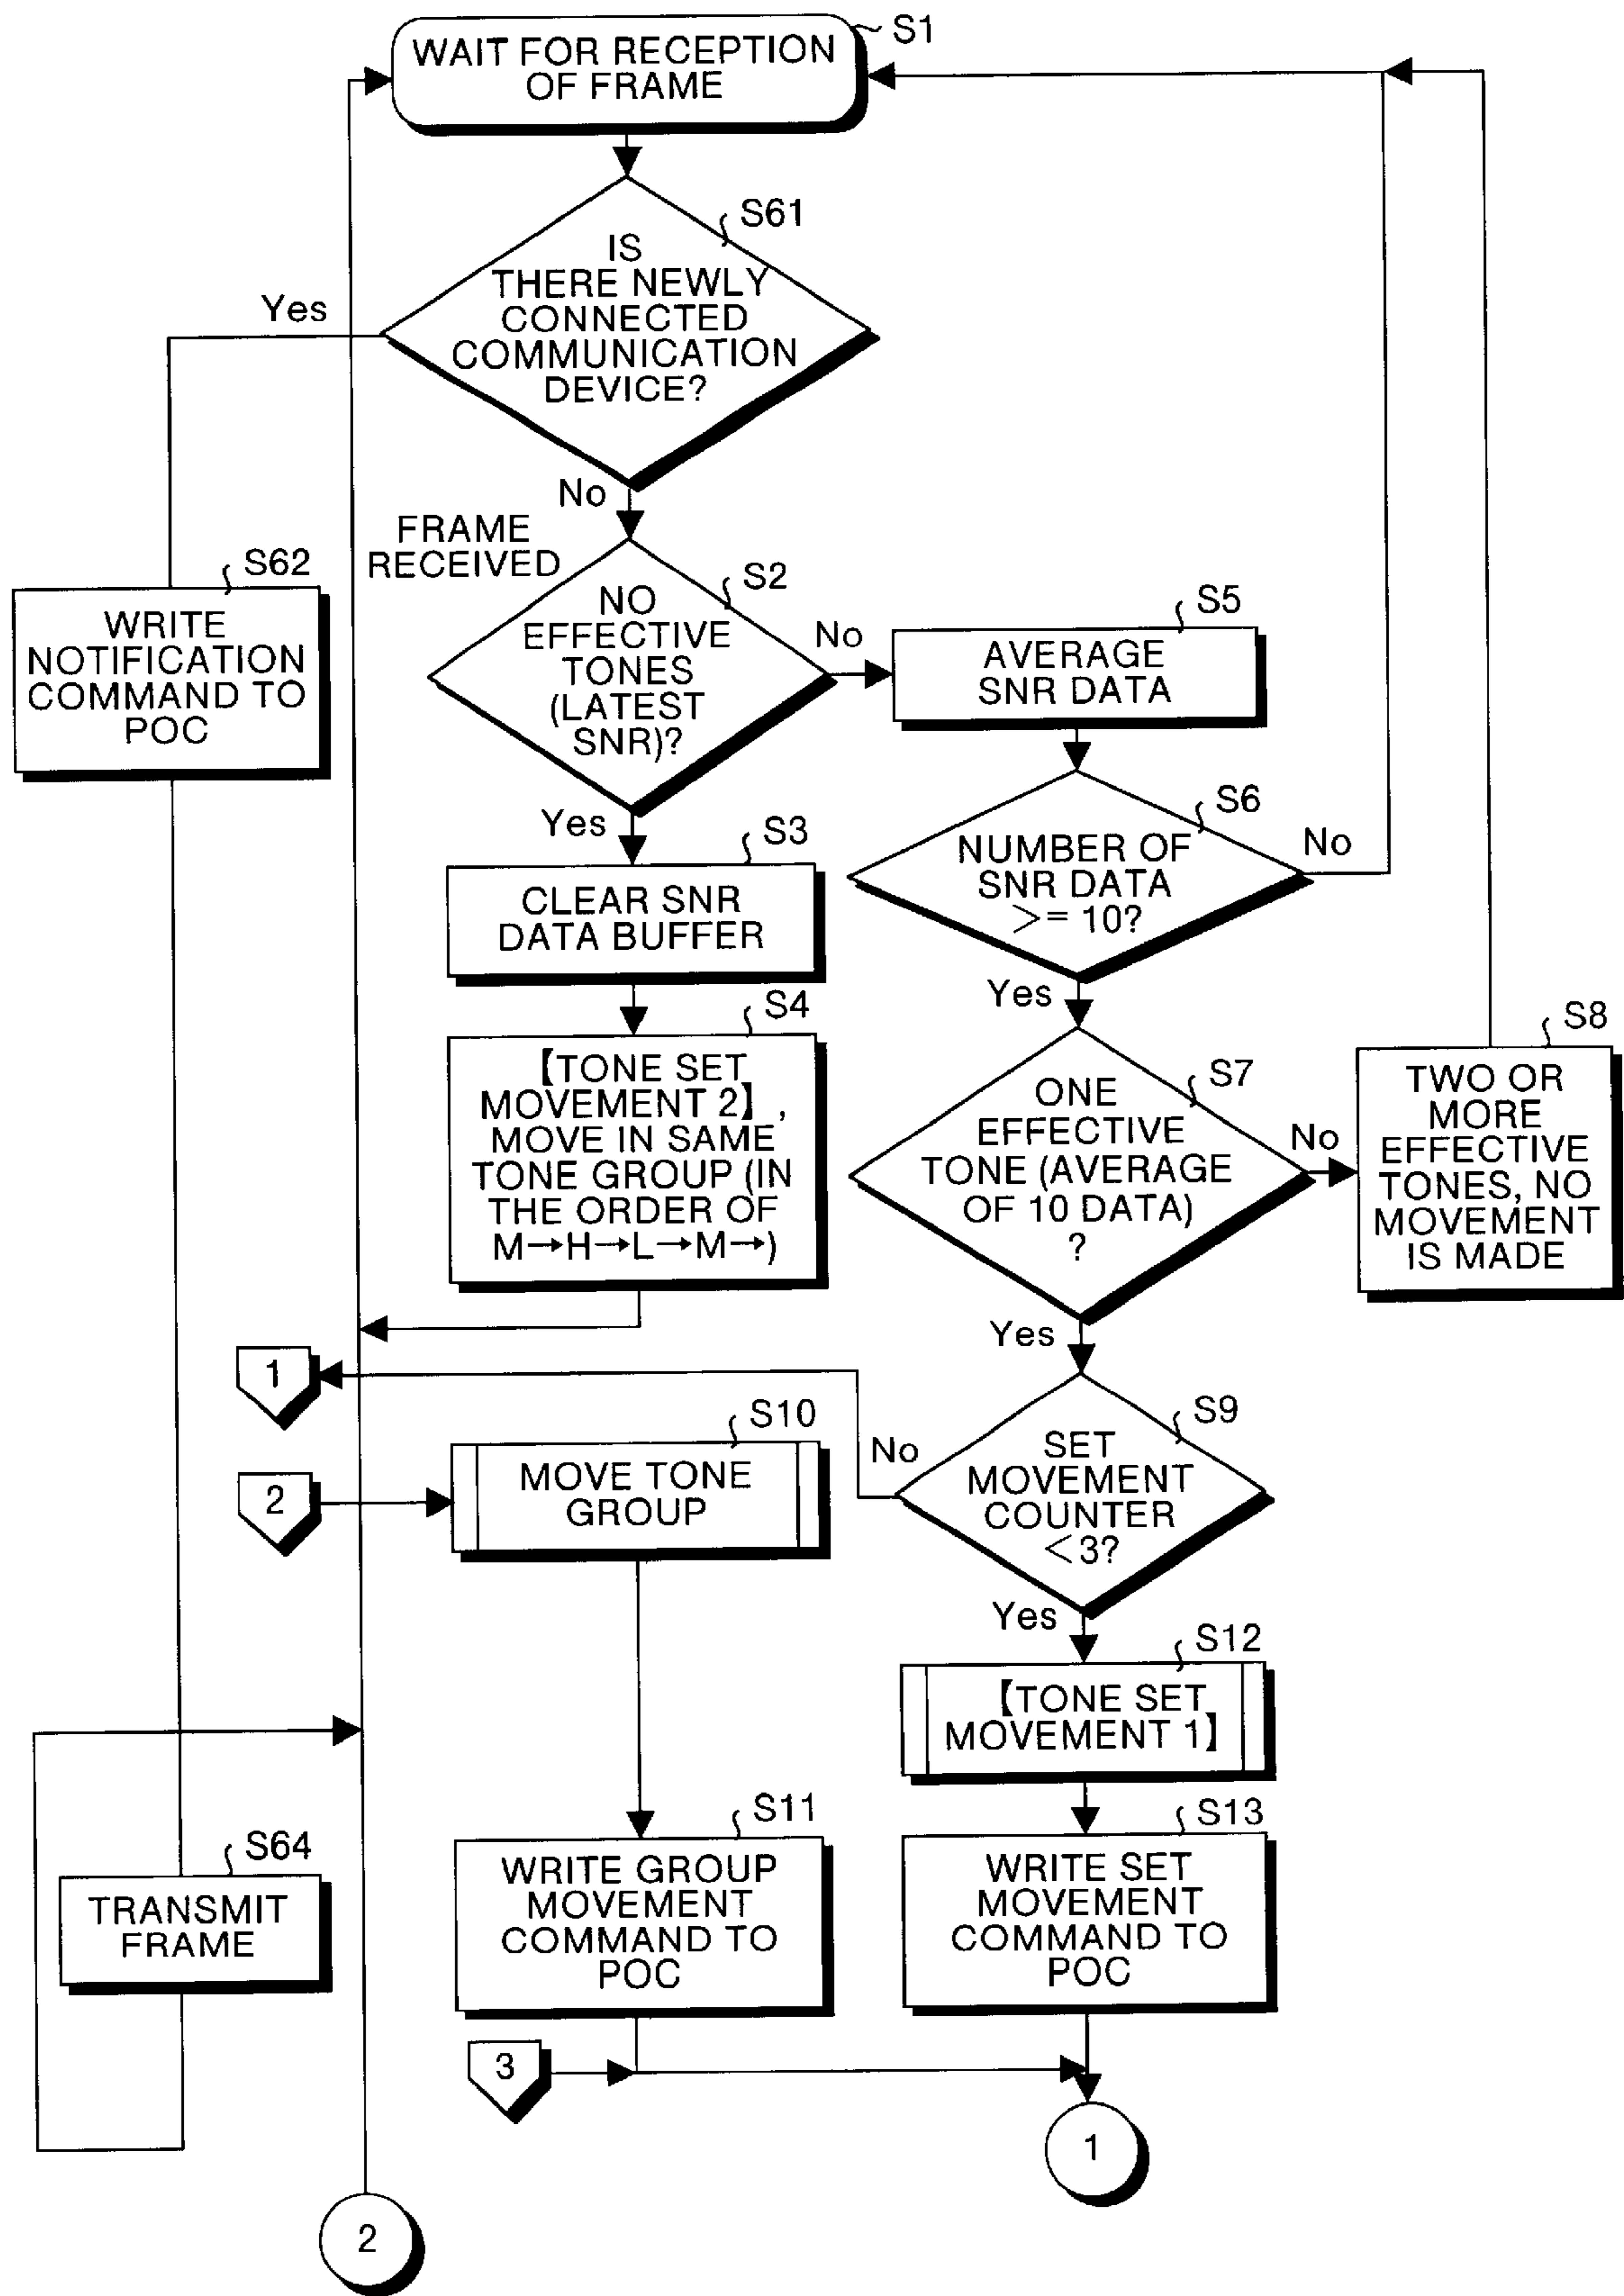 S1
WAIT FOR RECEPTION
OF FRAME
S61
IS
THERE NEWLY
CONNECTED
COMMUNICATION
DEVICE?
Yes
No
FRAME
RECEIVED
S62
WRITE
NOTIFICATION
COMMAND TO
POC
S2
NO
EFFECTIVE
TONES
(LATEST
SNR)?
No
Yes
S5
AVERAGE
SNR DATA
S6
NUMBER OF
SNR DATA
>= 10?
No
Yes
S3
CLEAR SNR
DATA BUFFER
S4
【TONE SET
MOVEMENT 2】,
MOVE IN SAME
TONE GROUP (IN
THE ORDER OF
M→H→L→M→)
S7
ONE
EFFECTIVE
TONE (AVERAGE
OF 10 DATA)
?
No
Yes
S8
TWO OR
MORE
EFFECTIVE
TONES, NO
MOVEMENT
IS MADE
1
S9
SET
MOVEMENT
COUNTER
<3?
No
Yes
2
S10
MOVE TONE
GROUP
S12
【TONE SET
MOVEMENT 1】
S11
WRITE GROUP
MOVEMENT
COMMAND TO
POC
S13
WRITE SET
MOVEMENT
COMMAND TO
POC
S64
TRANSMIT
FRAME
3
1
2